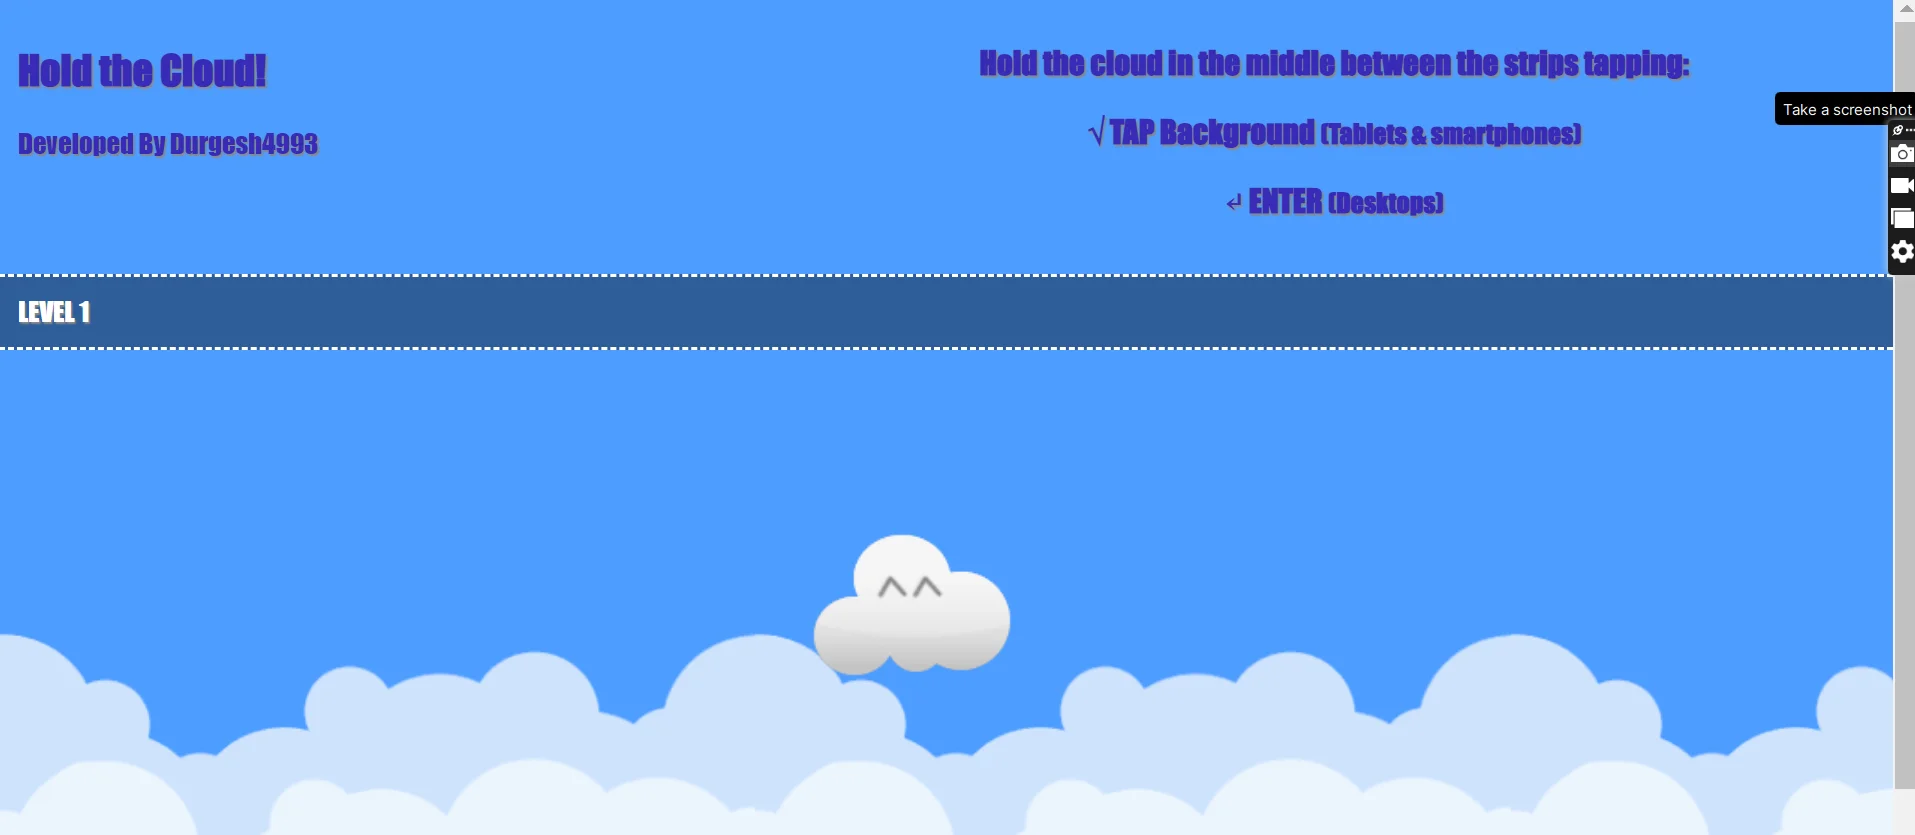 Hold the Cloud!
Developed By Durgesh4993
Hold the cloud in the middle between the strips tapping:
√ TAP Background (Tablets & smartphones)
↲ ENTER (Desktops)
Take a screenshot
LEVEL 1